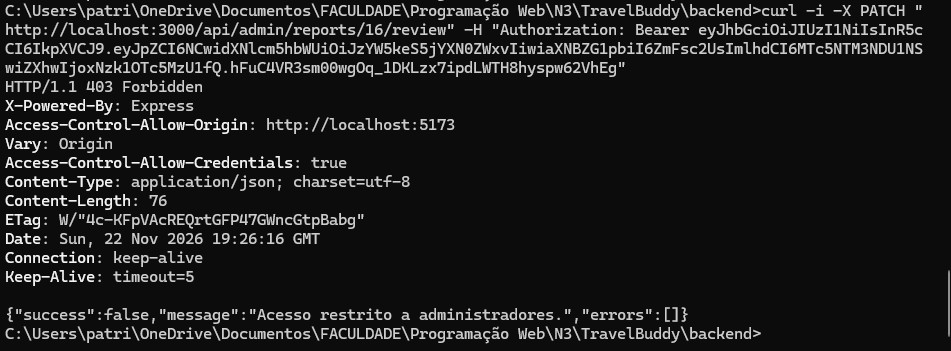 C:\Users\patri\OneDrive\Documentos\FACULDADE\Programação Web\N3\TravelBuddy\backend>curl -i -X PATCH "
http://localhost:3000/api/admin/reports/16/review" -H "Authorization: Bearer eyJhbGciOiJIUzI1NiIsInR5c
CI6IkpXVCJ9.eyJpZCI6NCwidXNlcm5hbWUiOiJzYW5keS5jYXN0ZWxvIiwiaXNBZG1pbiI6ZmFsc2UsImlhdCI6MTc5NTM3NDU1NS
wiZXhwIjoxNzk1OTc5MzU1fQ.hFuC4VR3sm00wgOq_1DKLzx7ipdLWTH8hyspw62VhEg"
HTTP/1.1 403 Forbidden
X-Powered-By: Express
Access-Control-Allow-Origin: http://localhost:5173
Vary: Origin
Access-Control-Allow-Credentials: true
Content-Type: application/json; charset=utf-8
Content-Length: 76
ETag: W/"4c-KFpVAcREQrtGFP47GWncGtpBabg"
Date: Sun, 22 Nov 2026 19:26:16 GMT
Connection: keep-alive
Keep-Alive: timeout=5
{"success":false,"message":"Acesso restrito a administradores.","errors":[]}
C:\Users\patri\OneDrive\Documentos\FACULDADE\Programação Web\N3\TravelBuddy\backend>